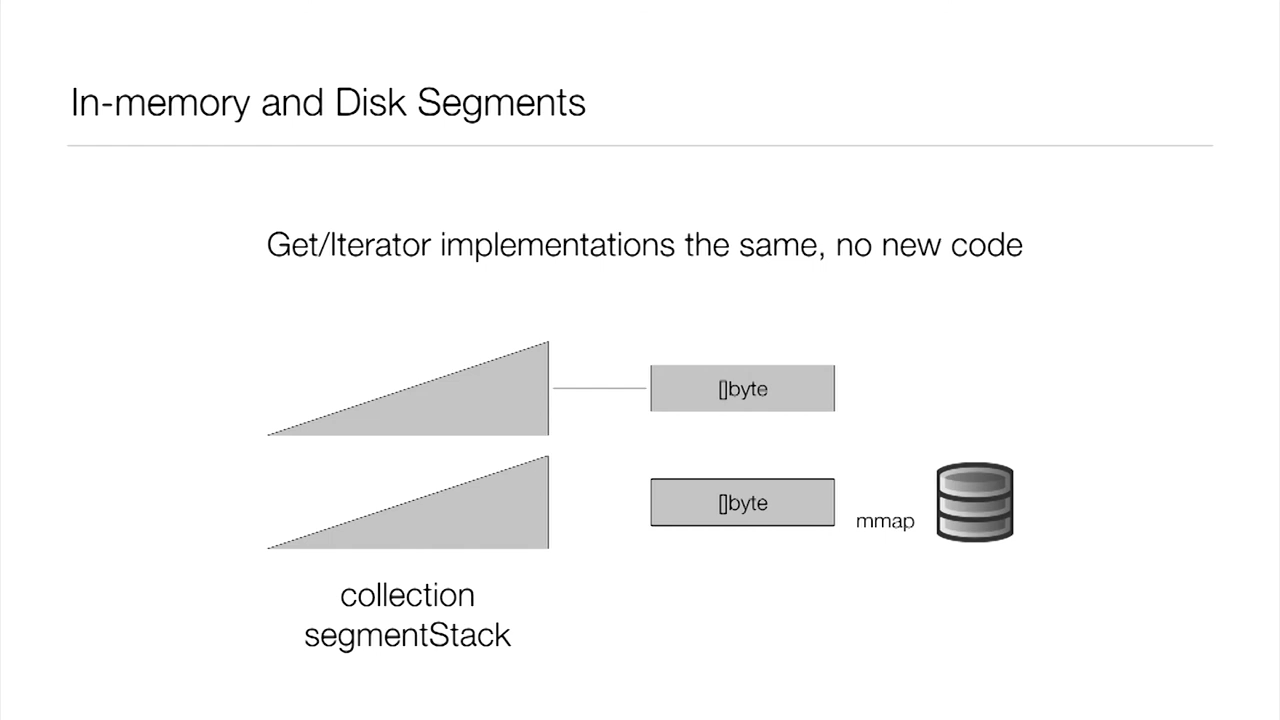 In-memory and Disk Segments
Get/Iterator implementations the same, no new code
[]byte
[]byte
mmap
collection
segmentStack